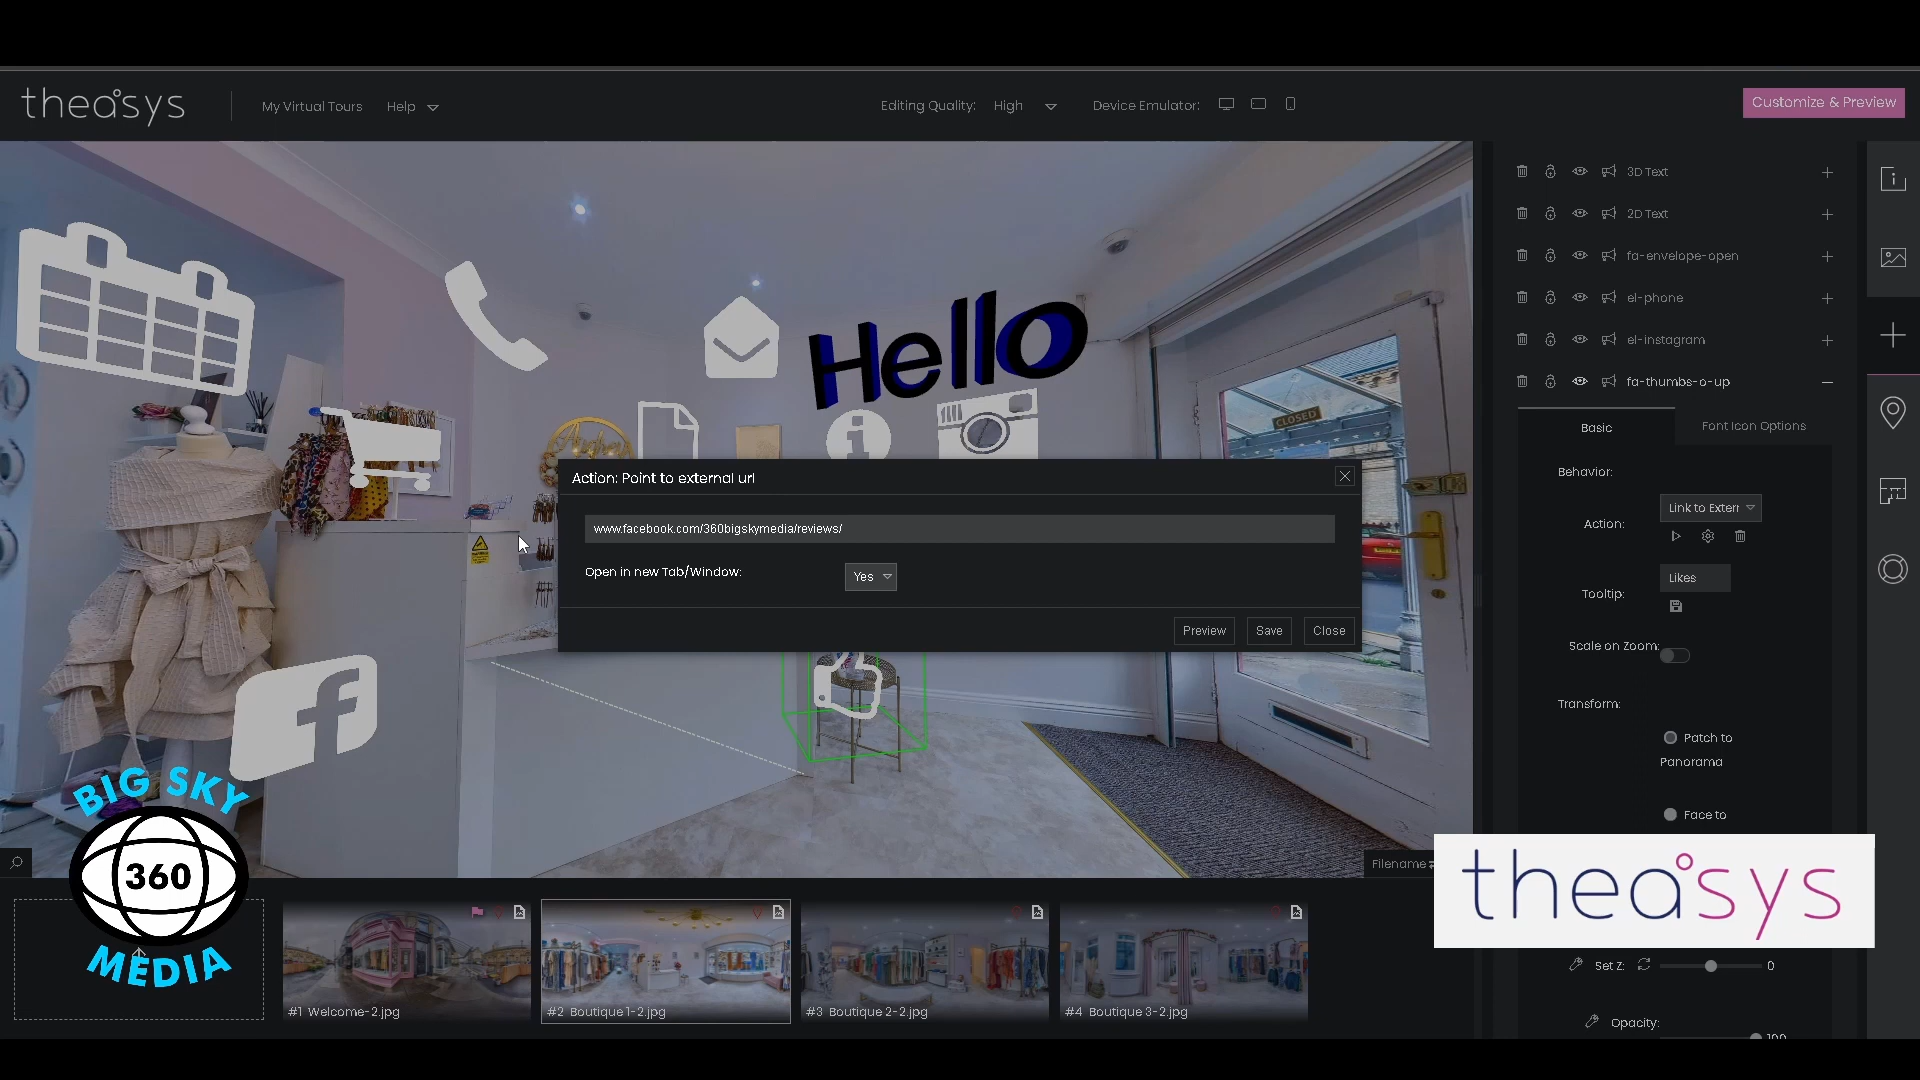 theasys
My Virtual Tours
Help
Editing Quality:
High
Device Emulator:
Customize & Preview
3D Text
2D Text
fa-envelope-open
el-phone
el-instagram
fa-thumbs-o-up
Basic
Font Icon Options
Behavior:
Action:
Link to Extern
Tooltip:
Likes
Scale on Zoom:
Transform:
Patch to
Panorama
Face to
Set Z:
0
Opacity:
100
Hello
CLOSED
Action: Point to external url
www.facebook.com/360bigskymedia/reviews/
Open in new Tab/Window:
Yes
Preview
Save
Close
BIG SKY
360
MEDIA
Filename
theasys
#1 Welcome-2.jpg
#2 Boutique 1-2.jpg
#3 Boutique 2-2.jpg
#4 Boutique 3-2.jpg